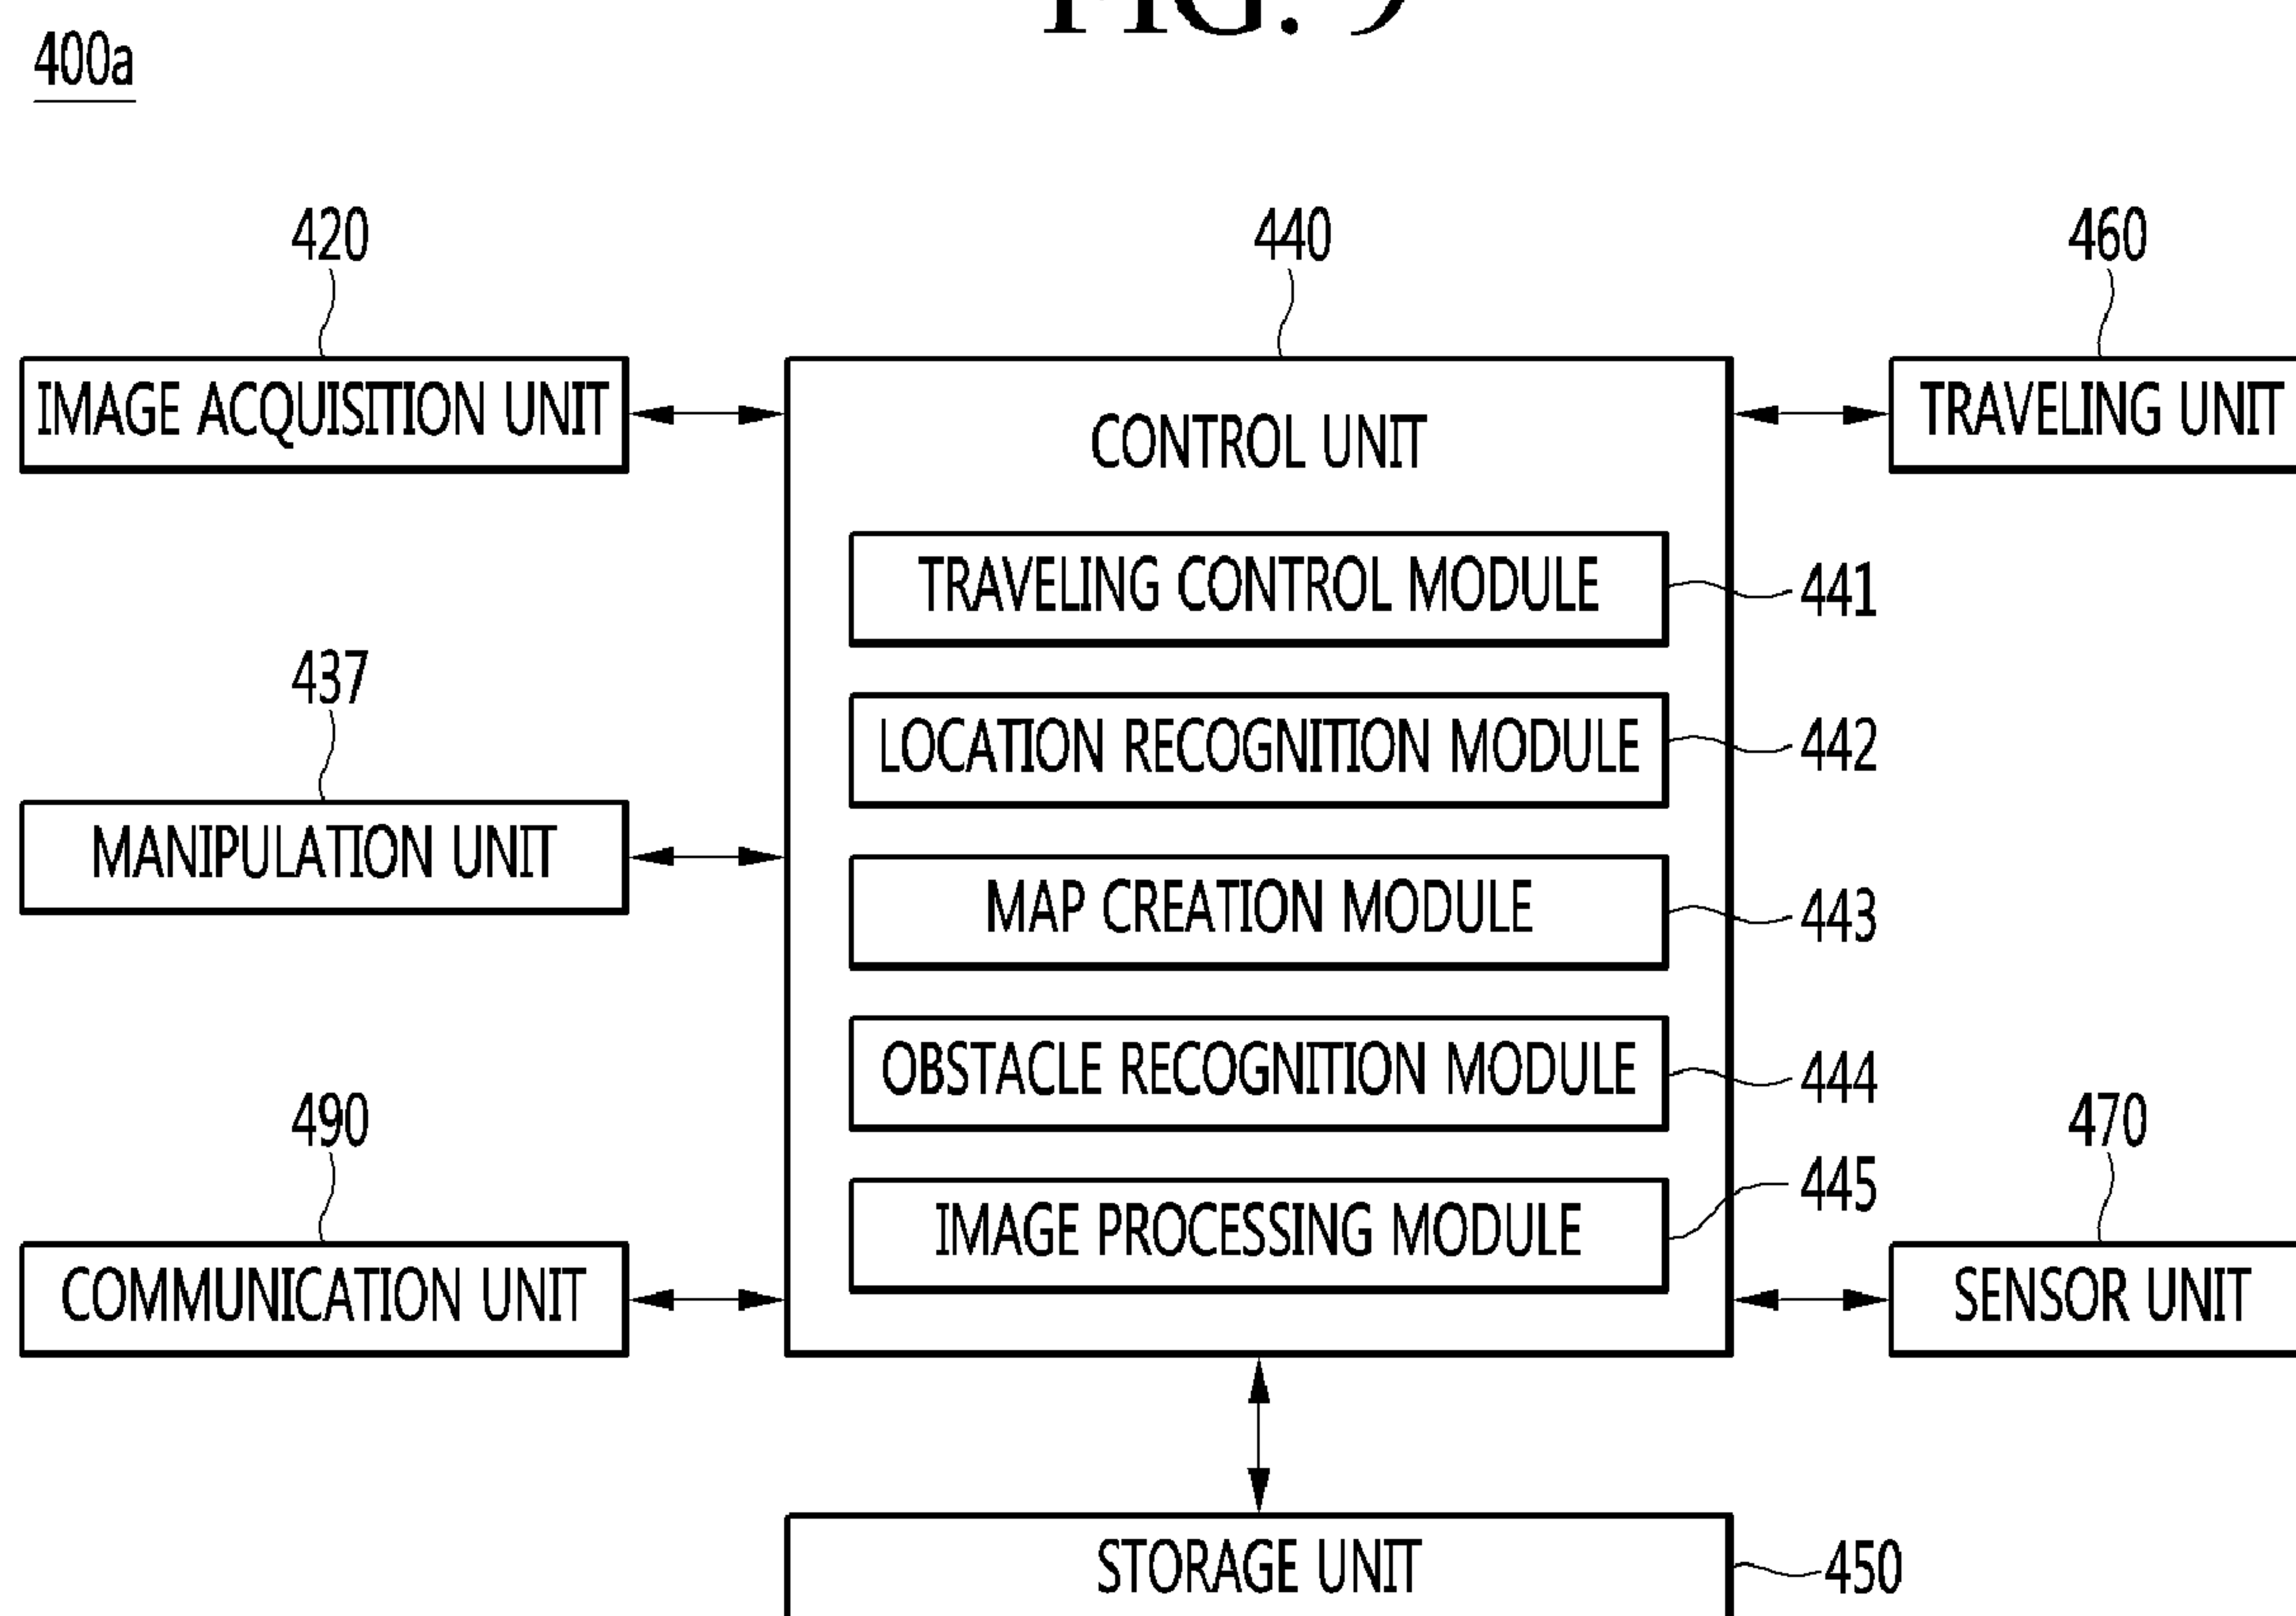 FIG.
400a
420
440
460
IMAGE ACQUISITION UNIT
CONTROL UNIT
TRAVELING UNIT
TRAVELING CONTROL MODULE
441
437
LOCATION RECOGNITION MODULE
442
MANIPULATION UNIT
MAP CREATION MODULE
443
OBSTACLE RECOGNITION MODULE
444
490
470
IMAGE PROCESSING MODULE
445
COMMUNICATION UNIT
SENSOR UNIT
STORAGE UNIT
450